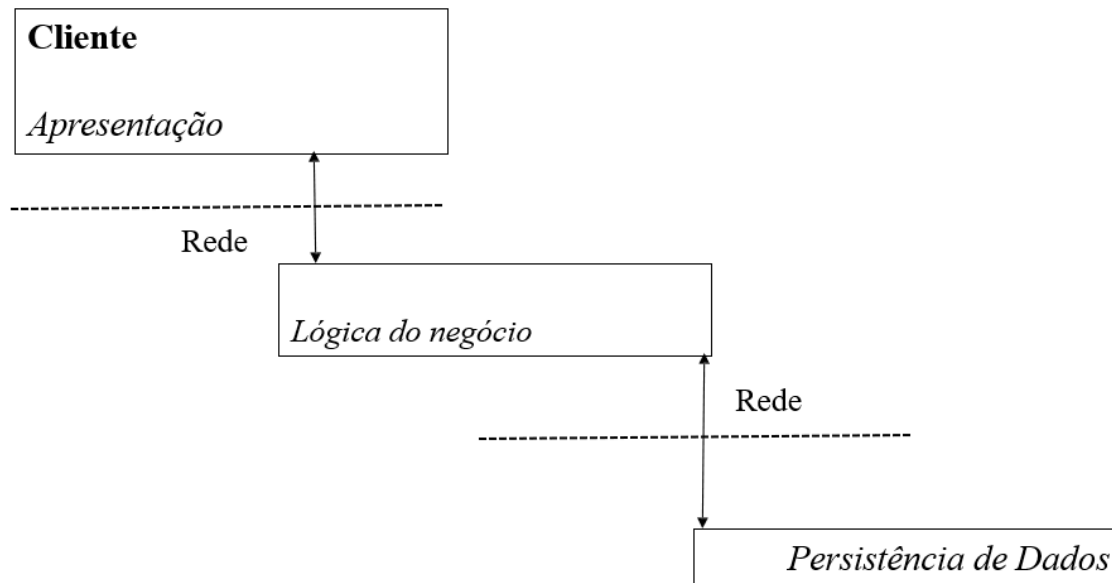 Cliente
Apresentação
Rede
Lógica do negócio
Rede
Persistência de Dados